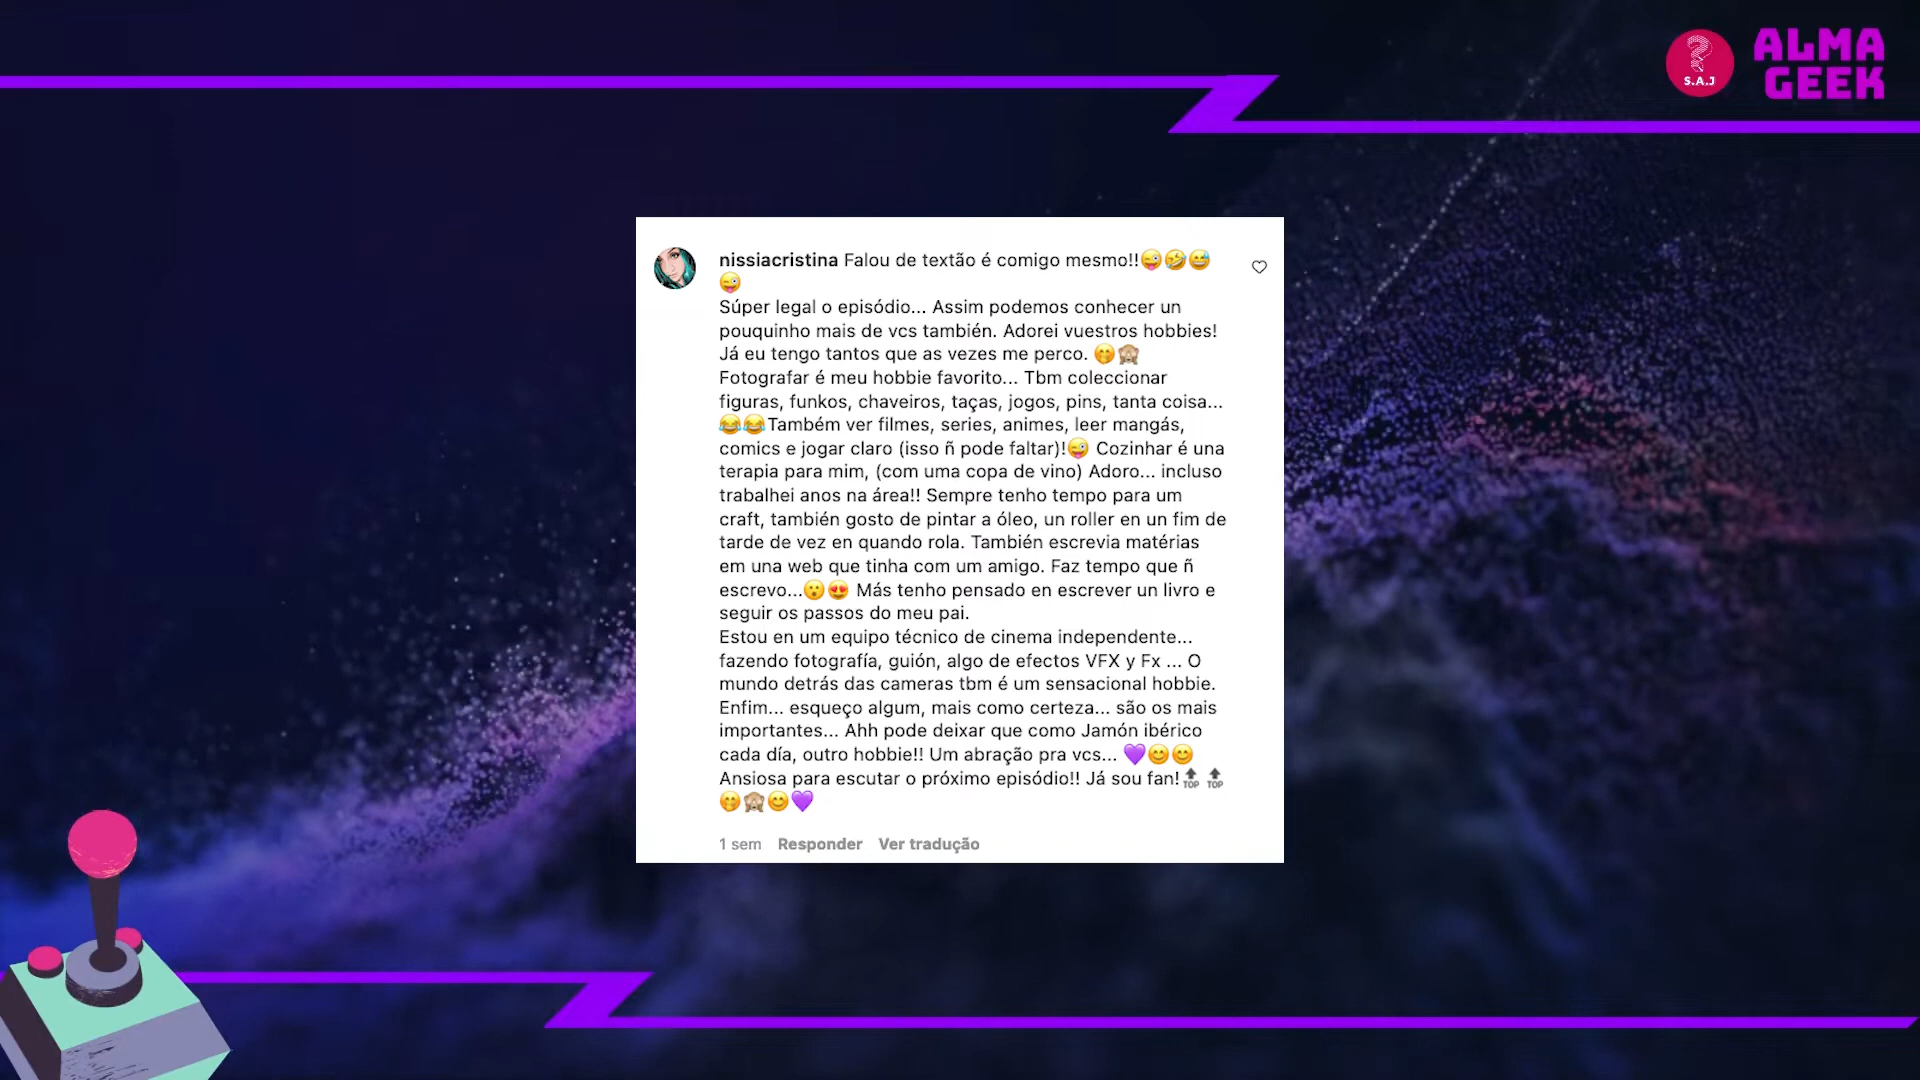 S.A.J
ALMA
GEEK
nissiacristina Falou de textão é comigo mesmo!!😜🤣😅
😜
Súper legal o episódio... Assim podemos conhecer un
pouquinho mais de vcs también. Adorei vuestros hobbies!
Já eu tengo tantos que as vezes me perco. 🤭🙈
Fotografar é meu hobbie favorito... Tbm coleccionar
figuras, funkos, chaveiros, taças, jogos, pins, tanta coisa...
😂😂Também ver filmes, series, animes, leer mangás,
comics e jogar claro (isso ñ pode faltar)!😜 Cozinhar é una
terapia para mim, (com uma copa de vino) Adoro... incluso
trabalhei anos na área!! Sempre tenho tempo para um
craft, también gosto de pintar a óleo, un roller en un fim de
tarde de vez en quando rola. También escrevia matérias
em una web que tinha com um amigo. Faz tempo que ñ
escrevo...😮😍 Más tenho pensado en escrever un livro e
seguir os passos do meu pai.
Estou en um equipo técnico de cinema independente...
fazendo fotografía, guión, algo de efectos VFX y Fx ... O
mundo detrás das cameras tbm é um sensacional hobbie.
Enfim... esqueço algum, mais como certeza... são os mais
importantes... Ahh pode deixar que como Jamón ibérico
cada día, outro hobbie!! Um abração pra vcs... 💜😊😊
Ansiosa para escutar o próximo episódio!! Já sou fan!🔝🔝
🤭🙈😊💜
1 sem Responder Ver tradução